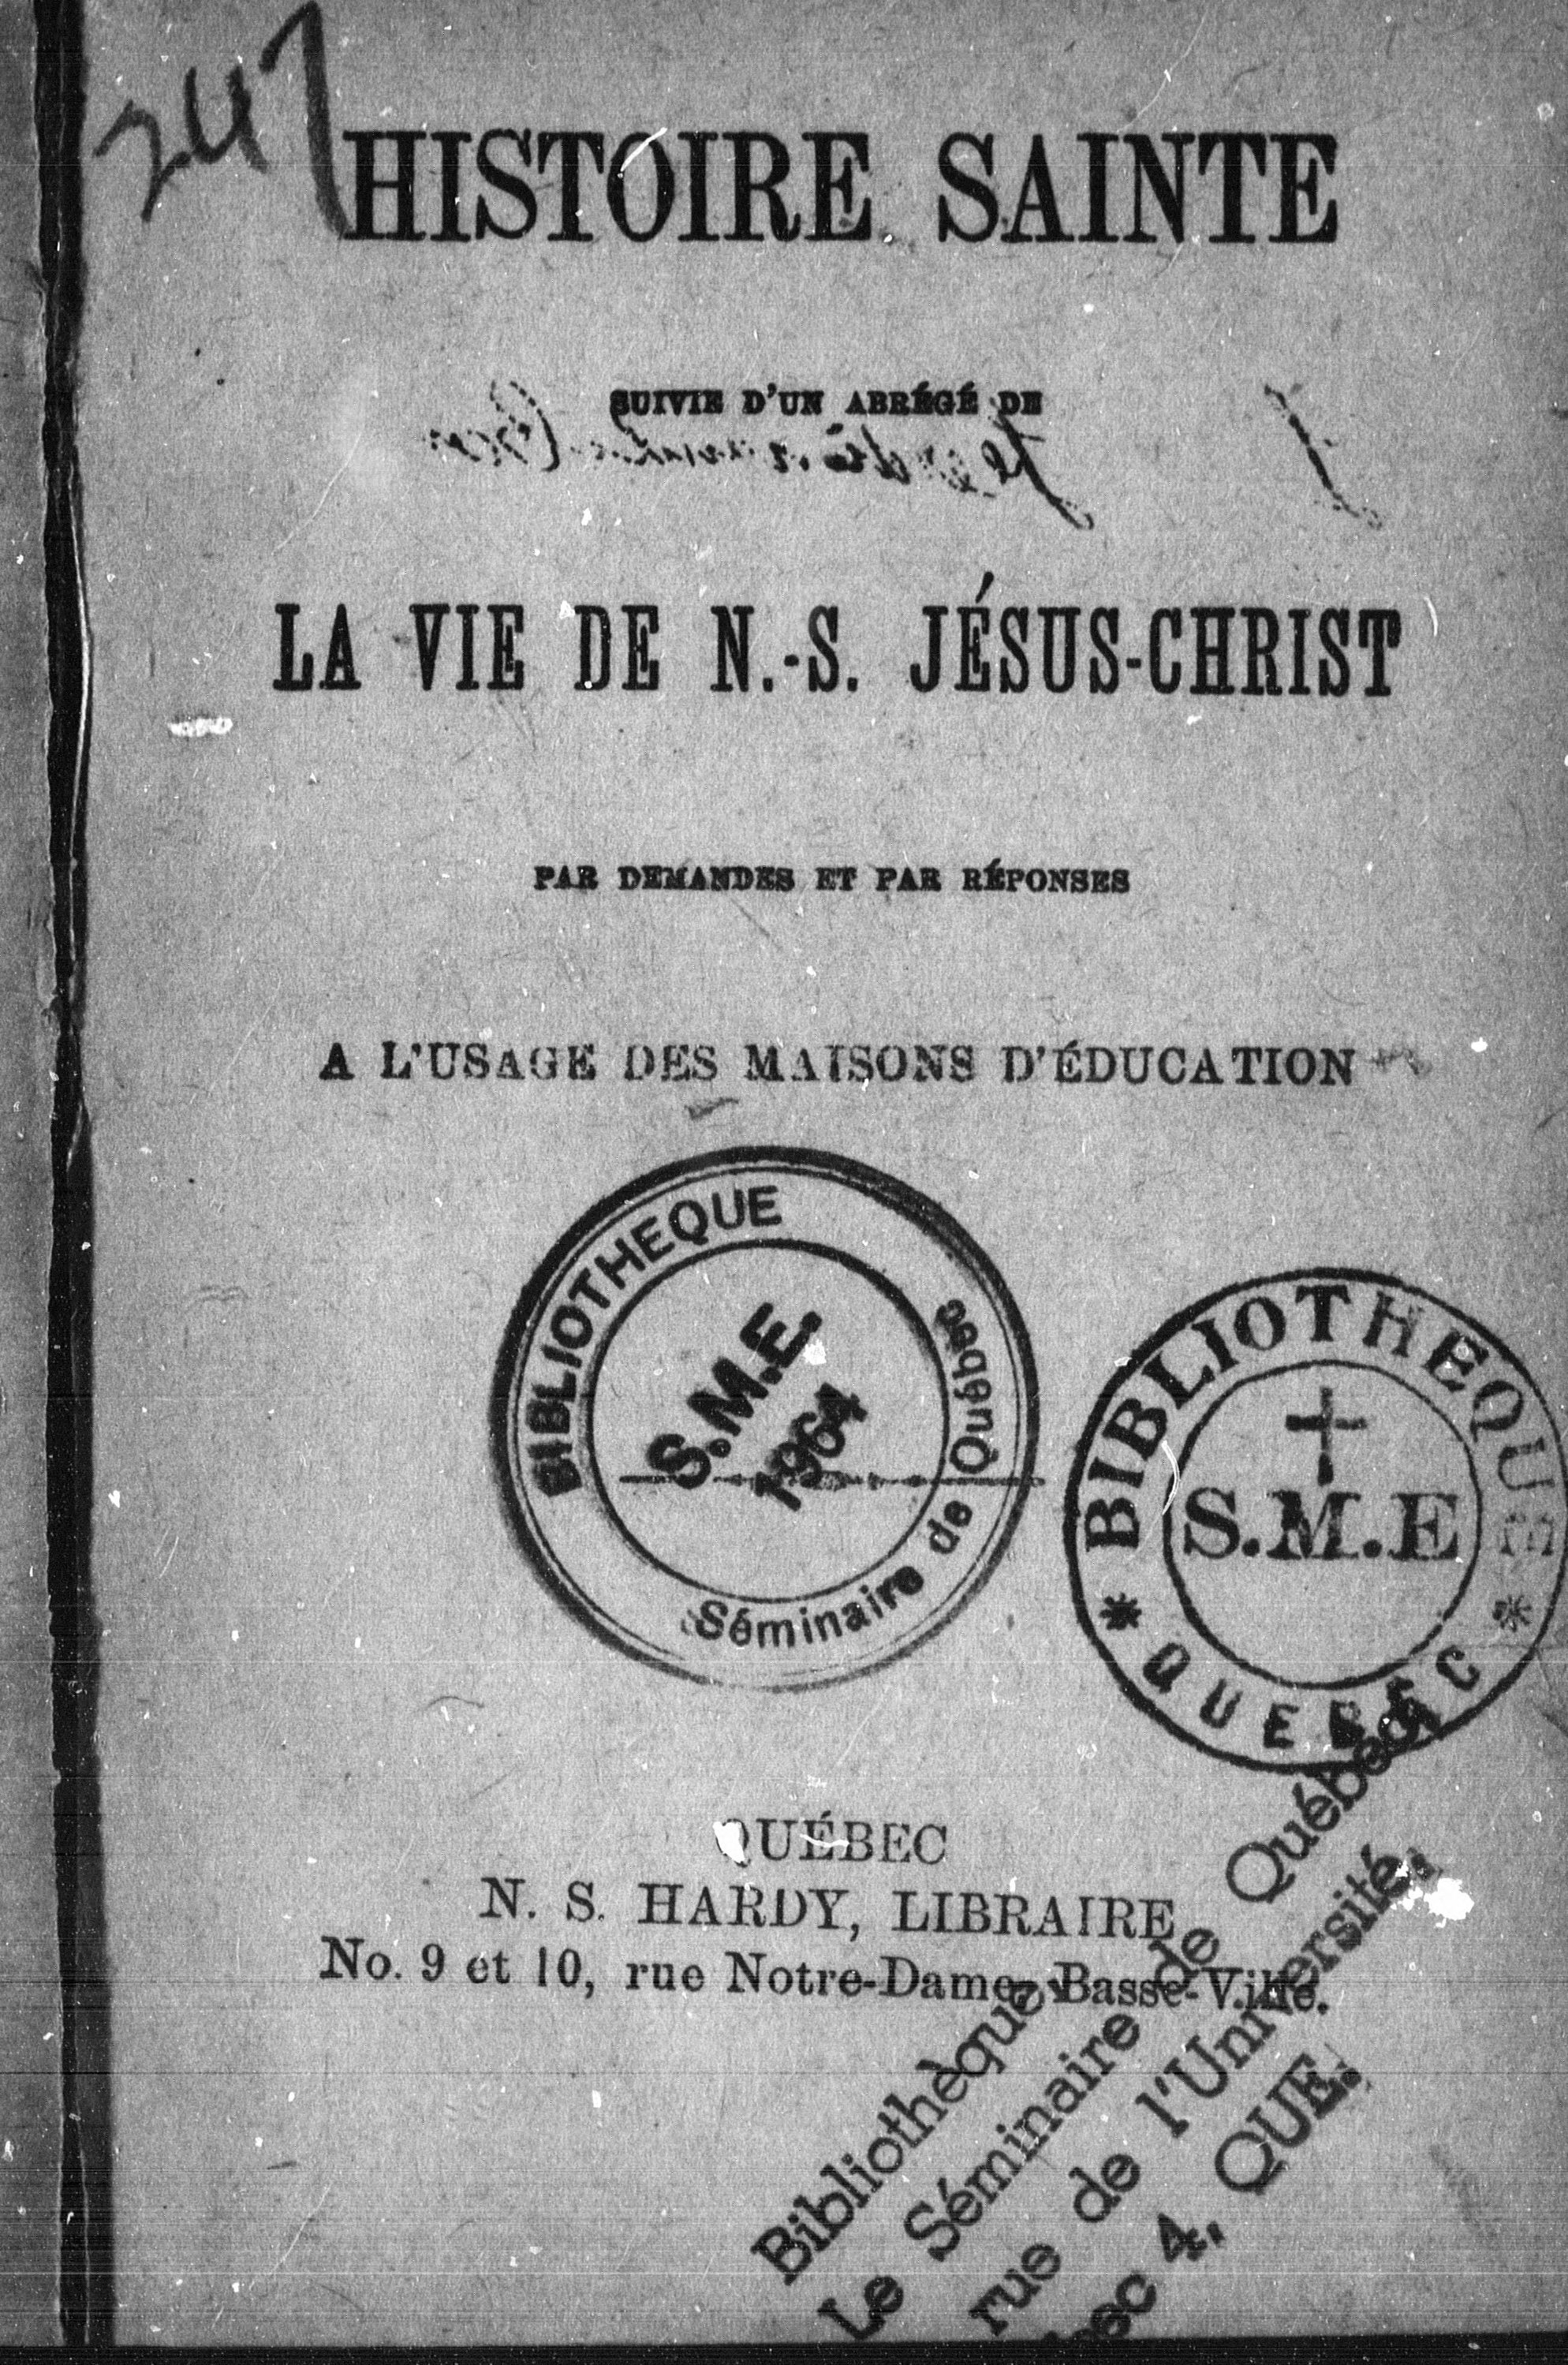 247
HISTOIRE SAINTE
SUIVIE D'UN ABRÉGÉ DE
LA VIE DE N.-S. JÉSUS-CHRIST
PAR DEMANDES ET PAR RÉPONSES
A L'USAGE DES MAISONS D'ÉDUCATION
BIBLIOTHEQUE
S.M.E.
1964
Séminaire de Québec
BIBLIOTHEQUE
S.M.E
QUEBEC
QUÉBEC
N. S. HARDY, LIBRAIRE
No. 9 et 10, rue Notre-Dame, Basse-Ville.
Bibliothèque,
Le Séminaire de Québec,
rue de l'Université,
4, QUE.